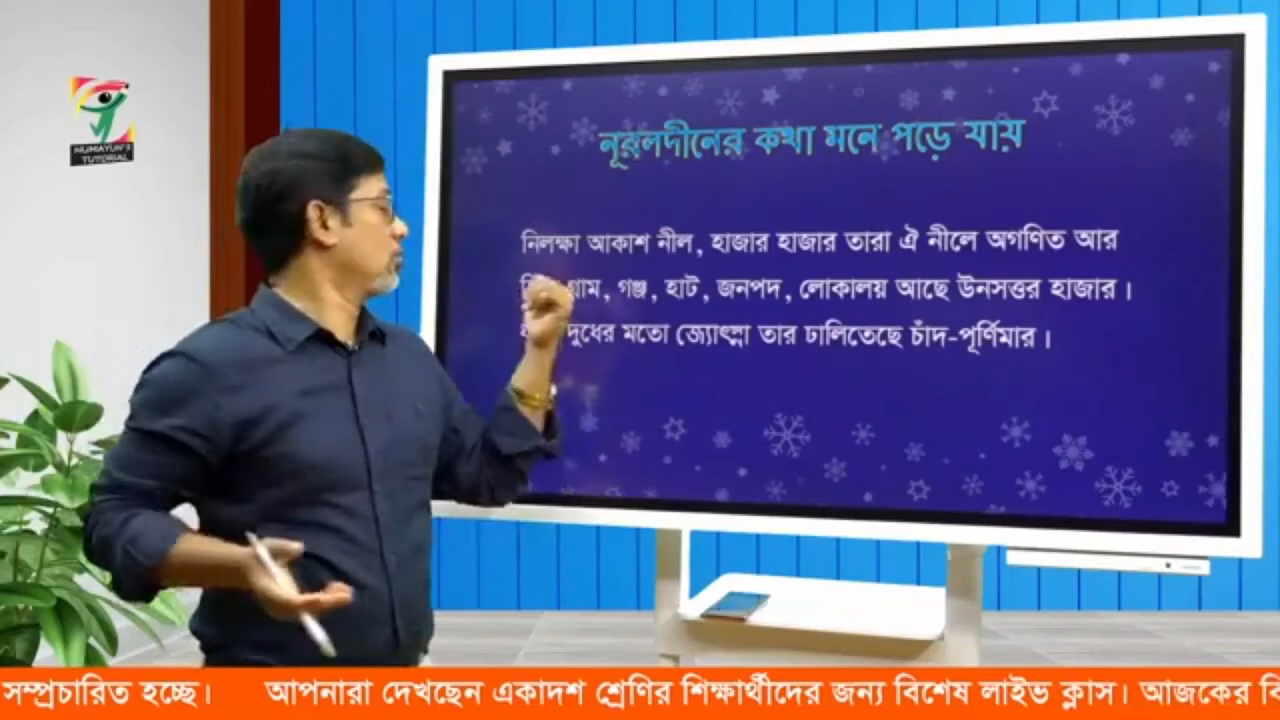 HUMAYUN'S
TUTORIAL
নূরলদীনের কথা মনে পড়ে যায়
নিলক্ষা আকাশ নীল, হাজার হাজার তারা ঐ নীলে অগণিত আর
গ্রাম, গঞ্জ, হাট, জনপদ, লোকালয় আছে উনসত্তর হাজার।
দুধের মতো জ্যোৎস্না তার ঢালিতেছে চাঁদ-পূর্ণিমার।
সম্প্রচারিত হচ্ছে। আপনারা দেখছেন একাদশ শ্রেণির শিক্ষার্থীদের জন্য বিশেষ লাইভ ক্লাস। আজকের